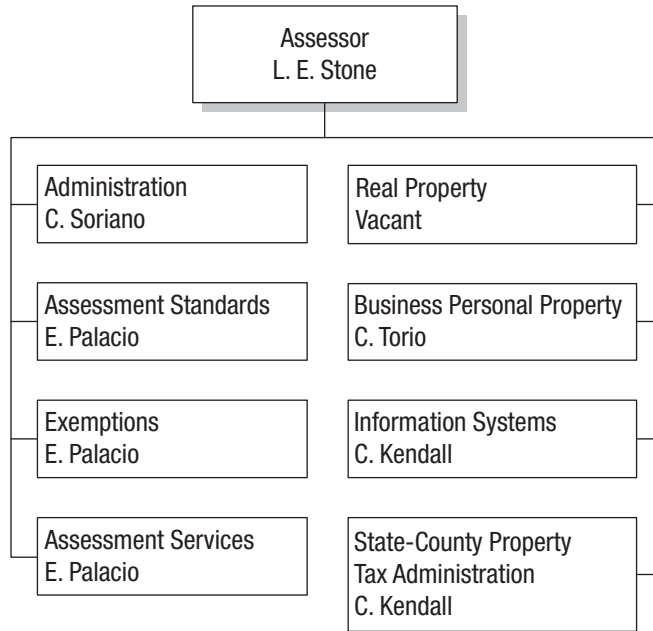 Assessor
L. E. Stone
Administration
C. Soriano
Real Property
Vacant
Assessment Standards
E. Palacio
Business Personal Property
C. Torio
Exemptions
E. Palacio
Information Systems
C. Kendall
Assessment Services
E. Palacio
State-County Property
Tax Administration
C. Kendall